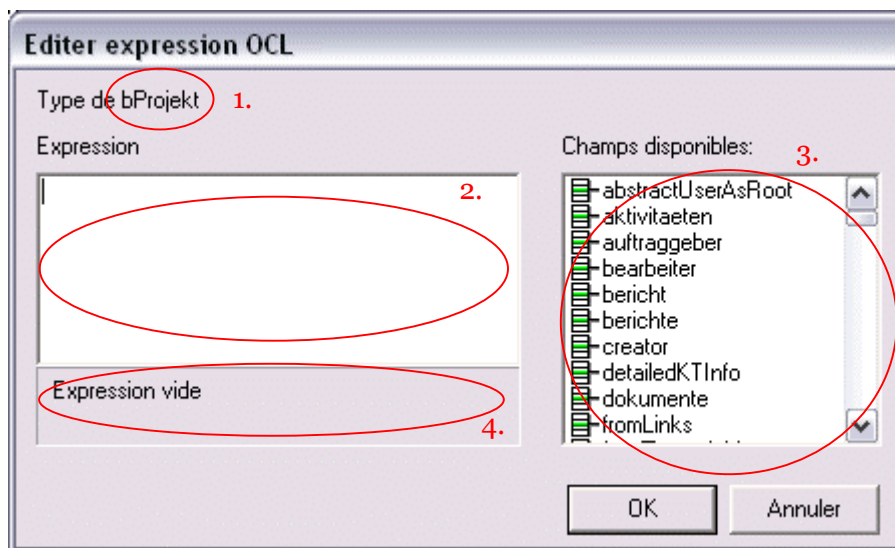 Editer expression OCL
Type de bProjekt 1.
Expression
2.
Expression vide
4.
Champs disponibles:
3.
abstractUserAsRoot
aktivitaeten
auftraggeber
bearbeiter
bericht
berichte
creator
detailedKTInfo
dokumente
fromLinks
OK
Annuler